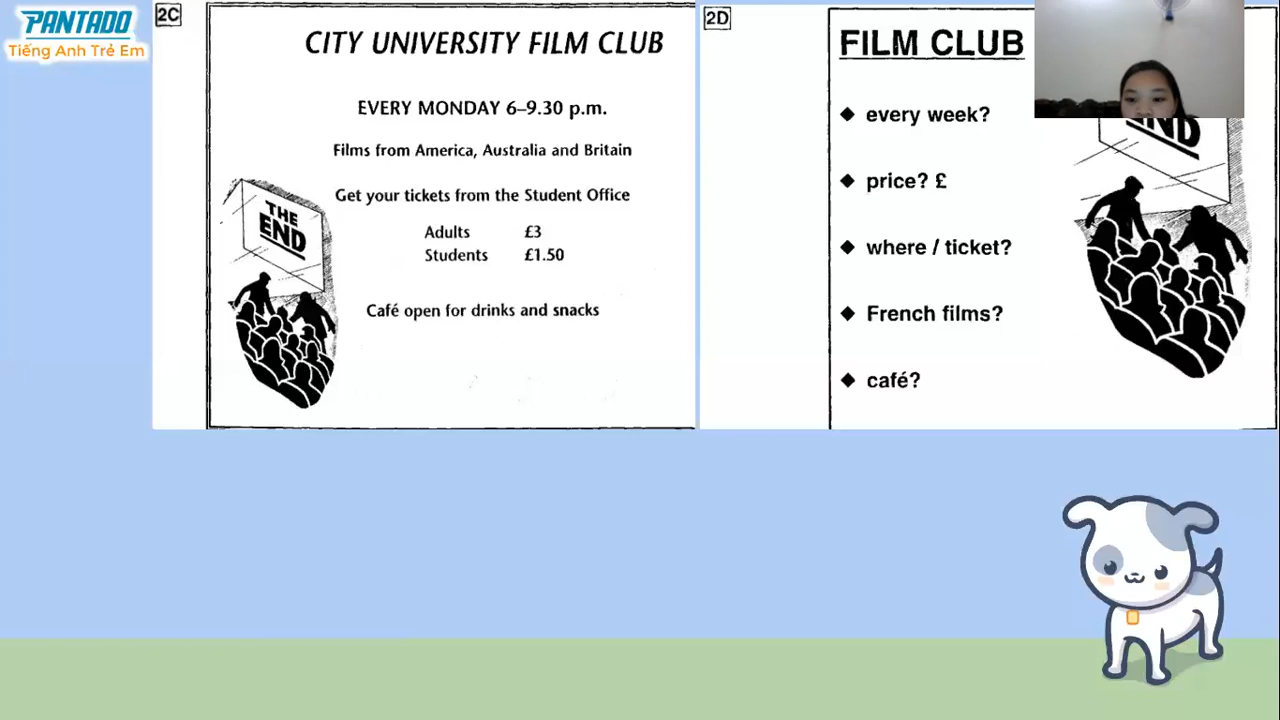 PANTADO
Tiếng Anh Trẻ Em
2C
CITY UNIVERSITY FILM CLUB
EVERY MONDAY 6–9.30 p.m.
Films from America, Australia and Britain
Get your tickets from the Student Office
Adults £3
Students £1.50
Café open for drinks and snacks
THE
END
2D
FILM CLUB
◆ every week?
◆ price? £
◆ where / ticket?
◆ French films?
◆ café?
END